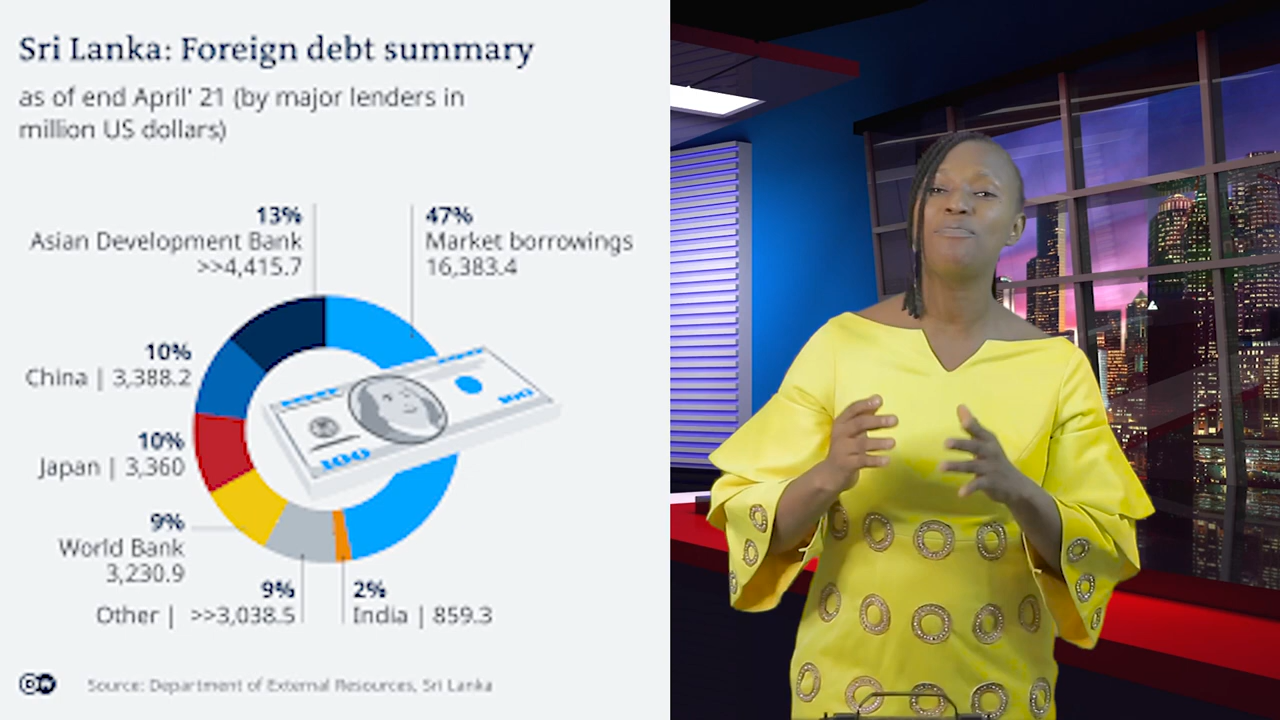 Sri Lanka: Foreign debt summary
as of end April' 21 (by major lenders in
million US dollars)
13%
Asian Development Bank
>>4,415.7
47%
Market borrowings
16,383.4
10%
China | 3,388.2
10%
Japan | 3,360
9%
World Bank
3,230.9
9%
Other | >>3,038.5
2%
India | 859.3
100
100
DW
Source: Department of External Resources, Sri Lanka